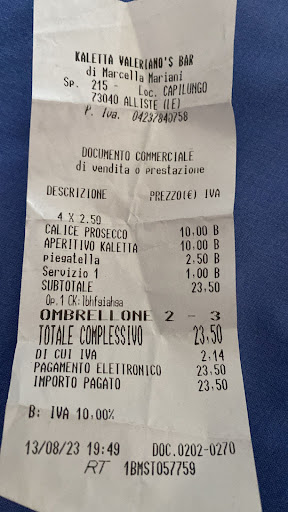 KALETTA VALERIANO'S BAR
di Marcella Mariani
Sp. 215 - Loc. CAPILUNGO
73040 ALLISTE (LE)
P. Iva. 04237840758
DOCUMENTO COMMERCIALE
di vendita o prestazione
DESCRIZIONE PREZZO(€) IVA
4 X 2.50
CALICE PROSECCO 10,00 B
APERITIVO KALETTA 10,00 B
piegatella 2,50 B
Servizio 1 1,00 B
SUBTOTALE 23,50
Op.1 CK:lbhfgiahga
OMBRELLONE 2 - 3
TOTALE COMPLESSIVO 23,50
DI CUI IVA 2,14
PAGAMENTO ELETTRONICO 23,50
IMPORTO PAGATO 23,50
B: IVA 10,00%
13/08/23 19:49 DOC.0202-0270
RT 1BMST057759